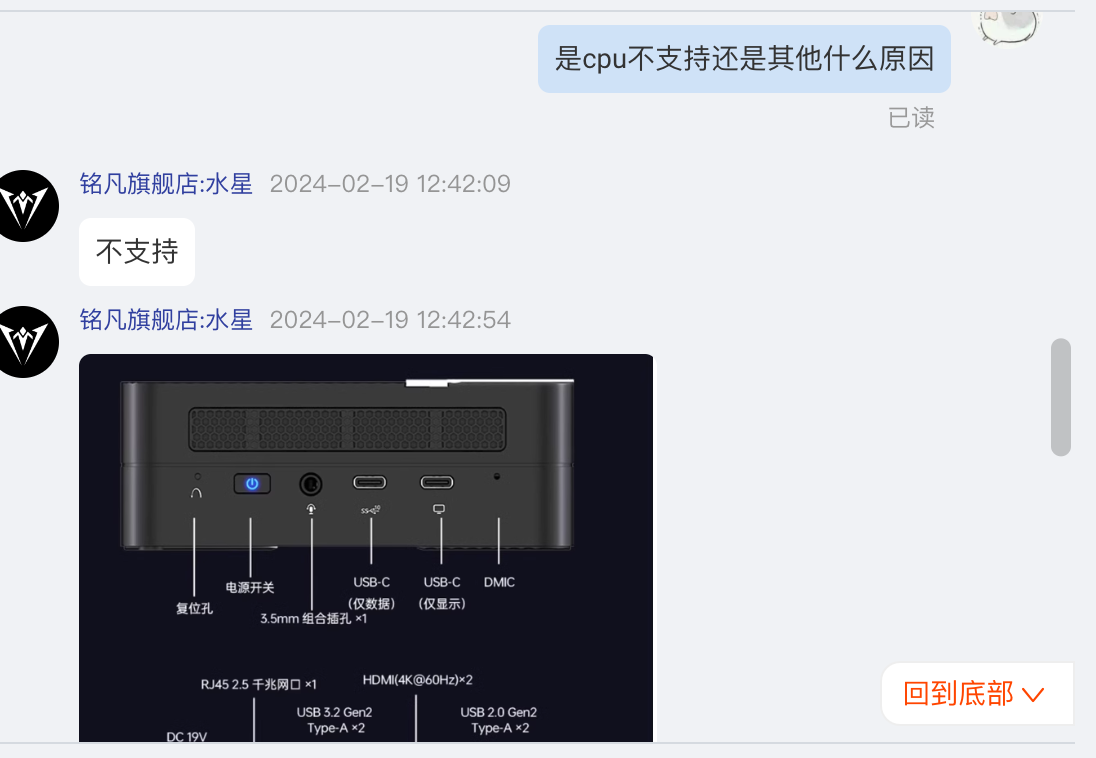 是cpu不支持还是其他什么原因
已读
铭凡旗舰店:水星 2024-02-19 12:42:09
不支持
铭凡旗舰店:水星 2024-02-19 12:42:54
复位孔
电源开关
3.5mm 组合插孔 ×1
USB-C
(仅数据)
USB-C
(仅显示)
DMIC
RJ45 2.5 千兆网口 ×1
HDMI(4K@60Hz)×2
USB 3.2 Gen2
Type-A ×2
USB 2.0 Gen2
Type-A ×2
DC 19V
回到底部